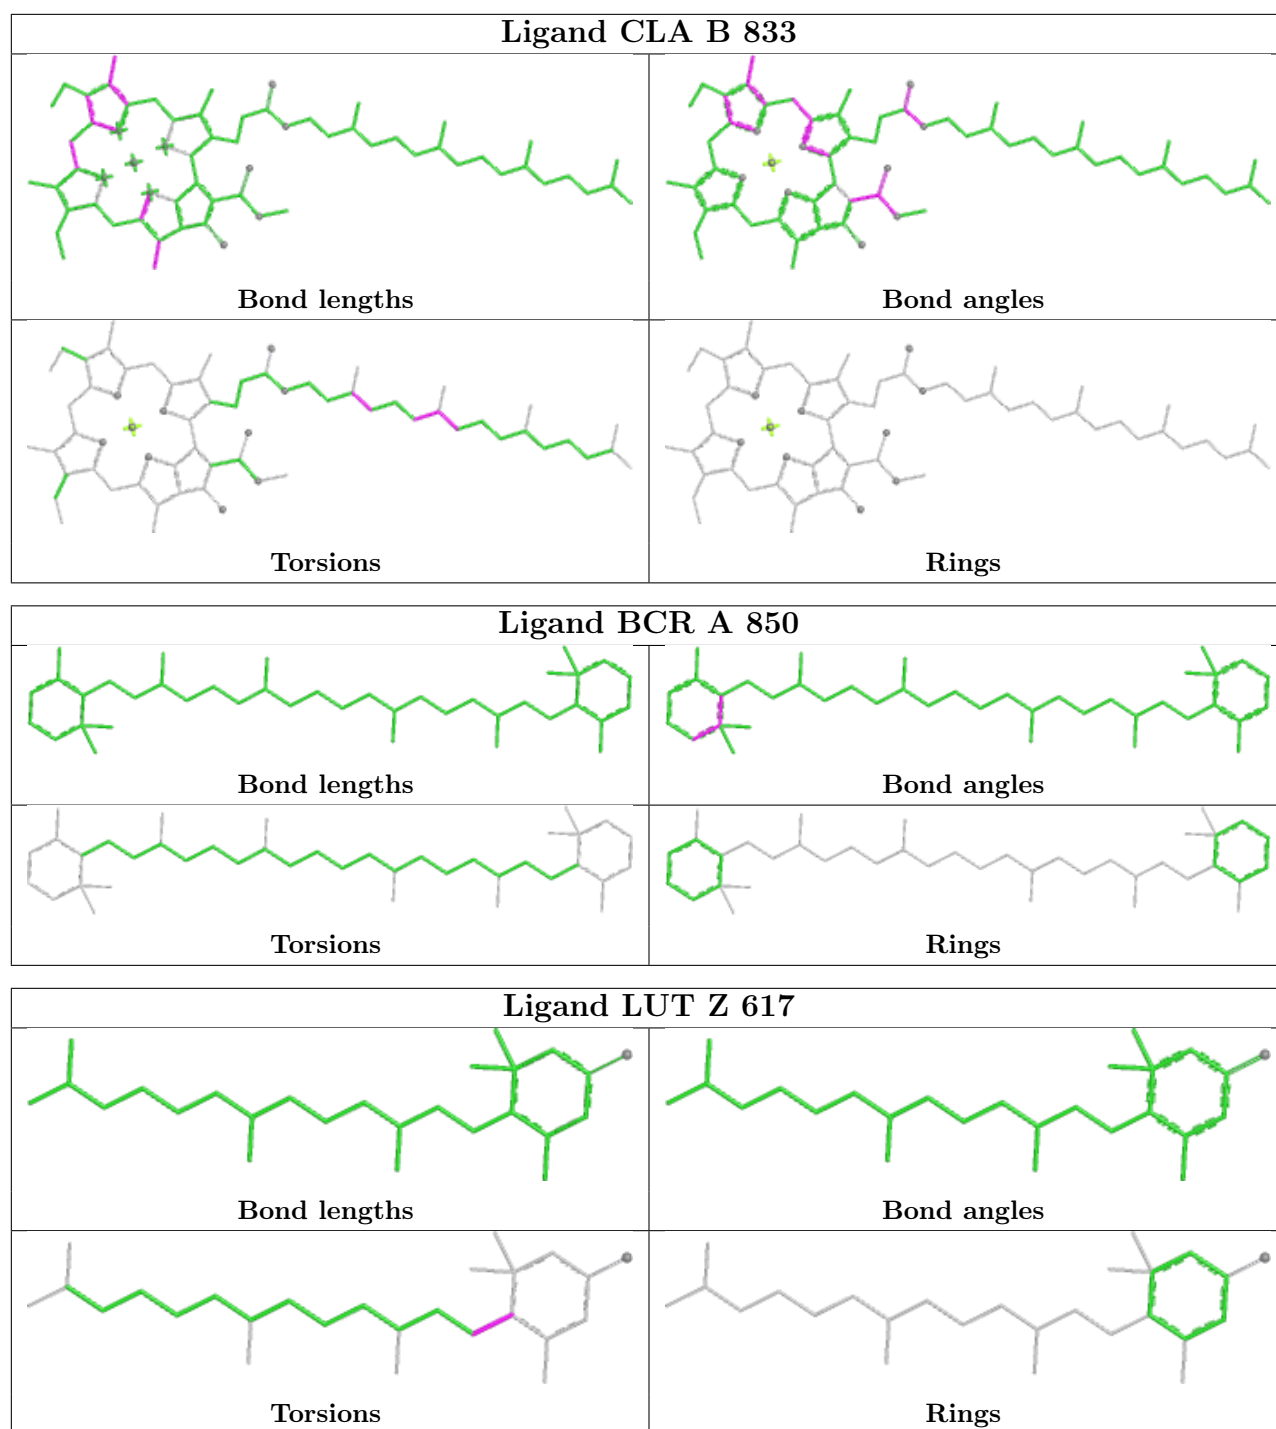 Ligand CLA B 833
Bond lengths
Bond angles
Torsions
Rings
Ligand BCR A 850
Bond lengths
Bond angles
Torsions
Rings
Ligand LUT Z 617
Bond lengths
Bond angles
Torsions
Rings